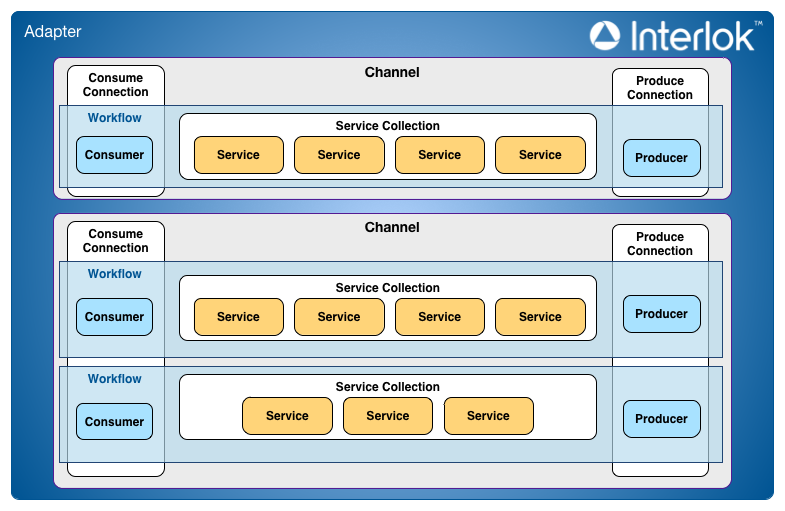 Adapter
Interlok™
Channel
Consume
Connection
Produce
Connection
Workflow
Service Collection
Consumer
Service
Service
Service
Service
Producer
Channel
Consume
Connection
Produce
Connection
Workflow
Service Collection
Consumer
Service
Service
Service
Service
Producer
Workflow
Service Collection
Consumer
Service
Service
Service
Producer